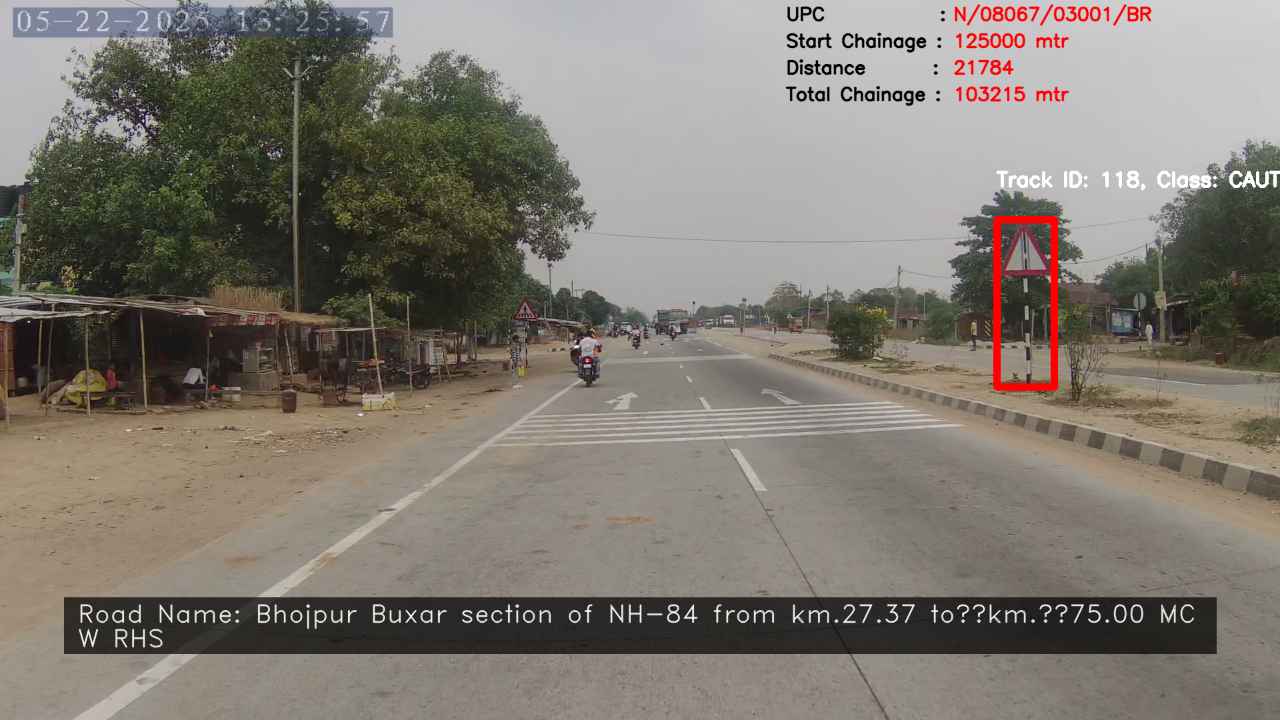 05-22-2025 13:25:57
UPC : N/08067/03001/BR
Start Chainage : 125000 mtr
Distance : 21784
Total Chainage : 103215 mtr
Track ID: 118, Class: CAUT
Road Name: Bhojpur Buxar section of NH-84 from km.27.37 to??km.??75.00 MC
W RHS